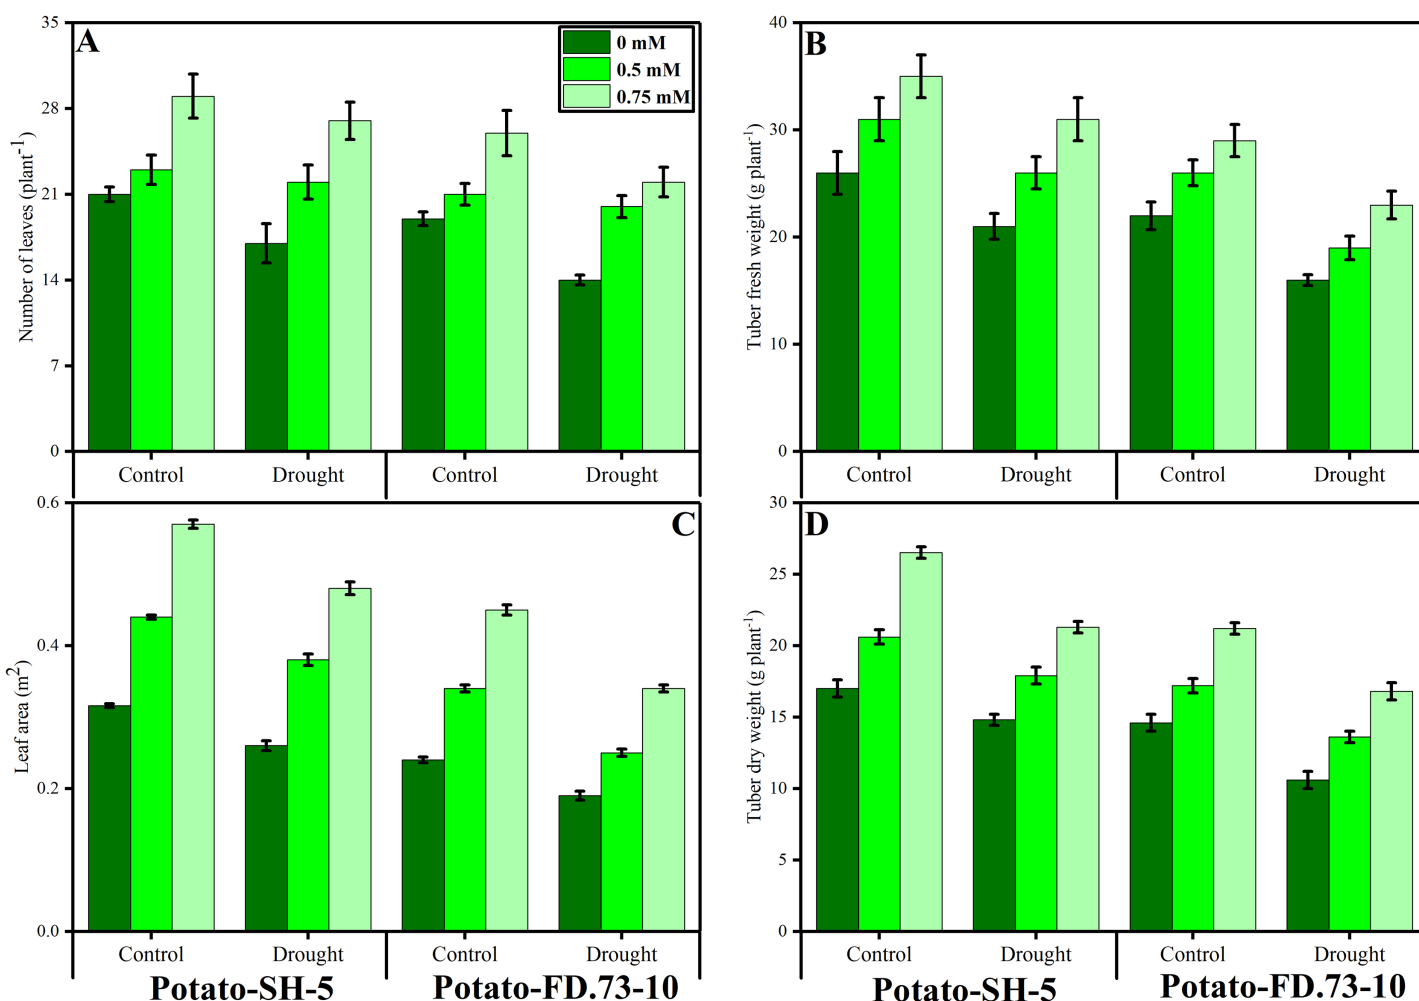 A
0 mM
0.5 mM
0.75 mM
Number of leaves (plant⁻¹)
35
28
21
14
7
0
Control
Drought
Control
Drought
B
Tuber fresh weight (g plant⁻¹)
40
30
20
10
0
Control
Drought
Control
Drought
C
Leaf area (m²)
0.6
0.4
0.2
0.0
Control
Drought
Control
Drought
Potato-SH-5
Potato-FD.73-10
D
Tuber dry weight (g plant⁻¹)
30
25
20
15
10
5
0
Control
Drought
Control
Drought
Potato-SH-5
Potato-FD.73-10